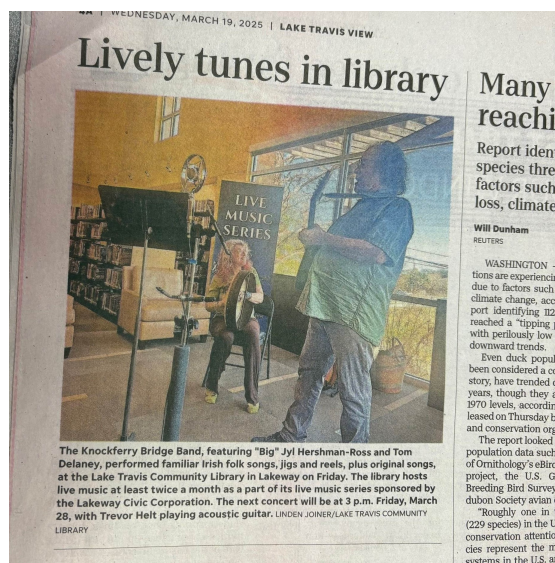 4A | WEDNESDAY, MARCH 19, 2025 | LAKE TRAVIS VIEW
Lively tunes in library
LIVE
MUSIC
SERIES
The Knockferry Bridge Band, featuring "Big" Jyl Hershman-Ross and Tom
Delaney, performed familiar Irish folk songs, jigs and reels, plus original songs,
at the Lake Travis Community Library in Lakeway on Friday. The library hosts
live music at least twice a month as a part of its live music series sponsored by
the Lakeway Civic Corporation. The next concert will be at 3 p.m. Friday, March
28, with Trevor Helt playing acoustic guitar. LINDEN JOINER/LAKE TRAVIS COMMUNITY
LIBRARY
Many
reachi
Report iden
species thre
factors such
loss, climate
Will Dunham
REUTERS
WASHINGTON –
tions are experiencin
due to factors such
climate change, acc
port identifying 112
reached a "tipping p
with perilously low
downward trends.
Even duck popul
been considered a co
story, have trended d
years, though they a
1970 levels, accordin
leased on Thursday b
and conservation org
The report looked
population data such
of Ornithology's eBird
project, the U.S. G
Breeding Bird Survey
dubon Society avian c
"Roughly one in
(229 species) in the U
conservation attentio
cies represent the m
systems in the U.S. a